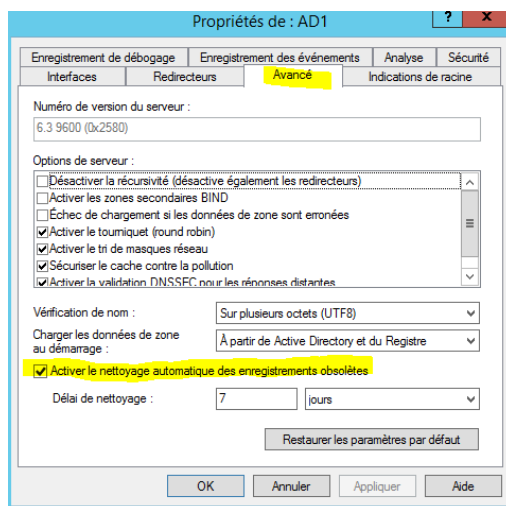 Propriétés de : AD1
? x
Enregistrement de débogage Enregistrement des événements Analyse Sécurité
Interfaces Redirecteurs Avancé Indications de racine
Numéro de version du serveur :
6.3 9600 (0x2580)
Options de serveur :
Désactiver la récursivité (désactive également les redirecteurs)
Activer les zones secondaires BIND
Échec de chargement si les données de zone sont erronées
Activer le tourniquet (round robin)
Activer le tri de masques réseau
Sécuriser le cache contre la pollution
Activer la validation DNSSEC pour les réponses distantes
Vérification de nom : Sur plusieurs octets (UTF8)
Charger les données de zone
au démarrage : À partir de Active Directory et du Registre
Activer le nettoyage automatique des enregistrements obsolètes
Délai de nettoyage : 7 jours
Restaurer les paramètres par défaut
OK Annuler Appliquer Aide